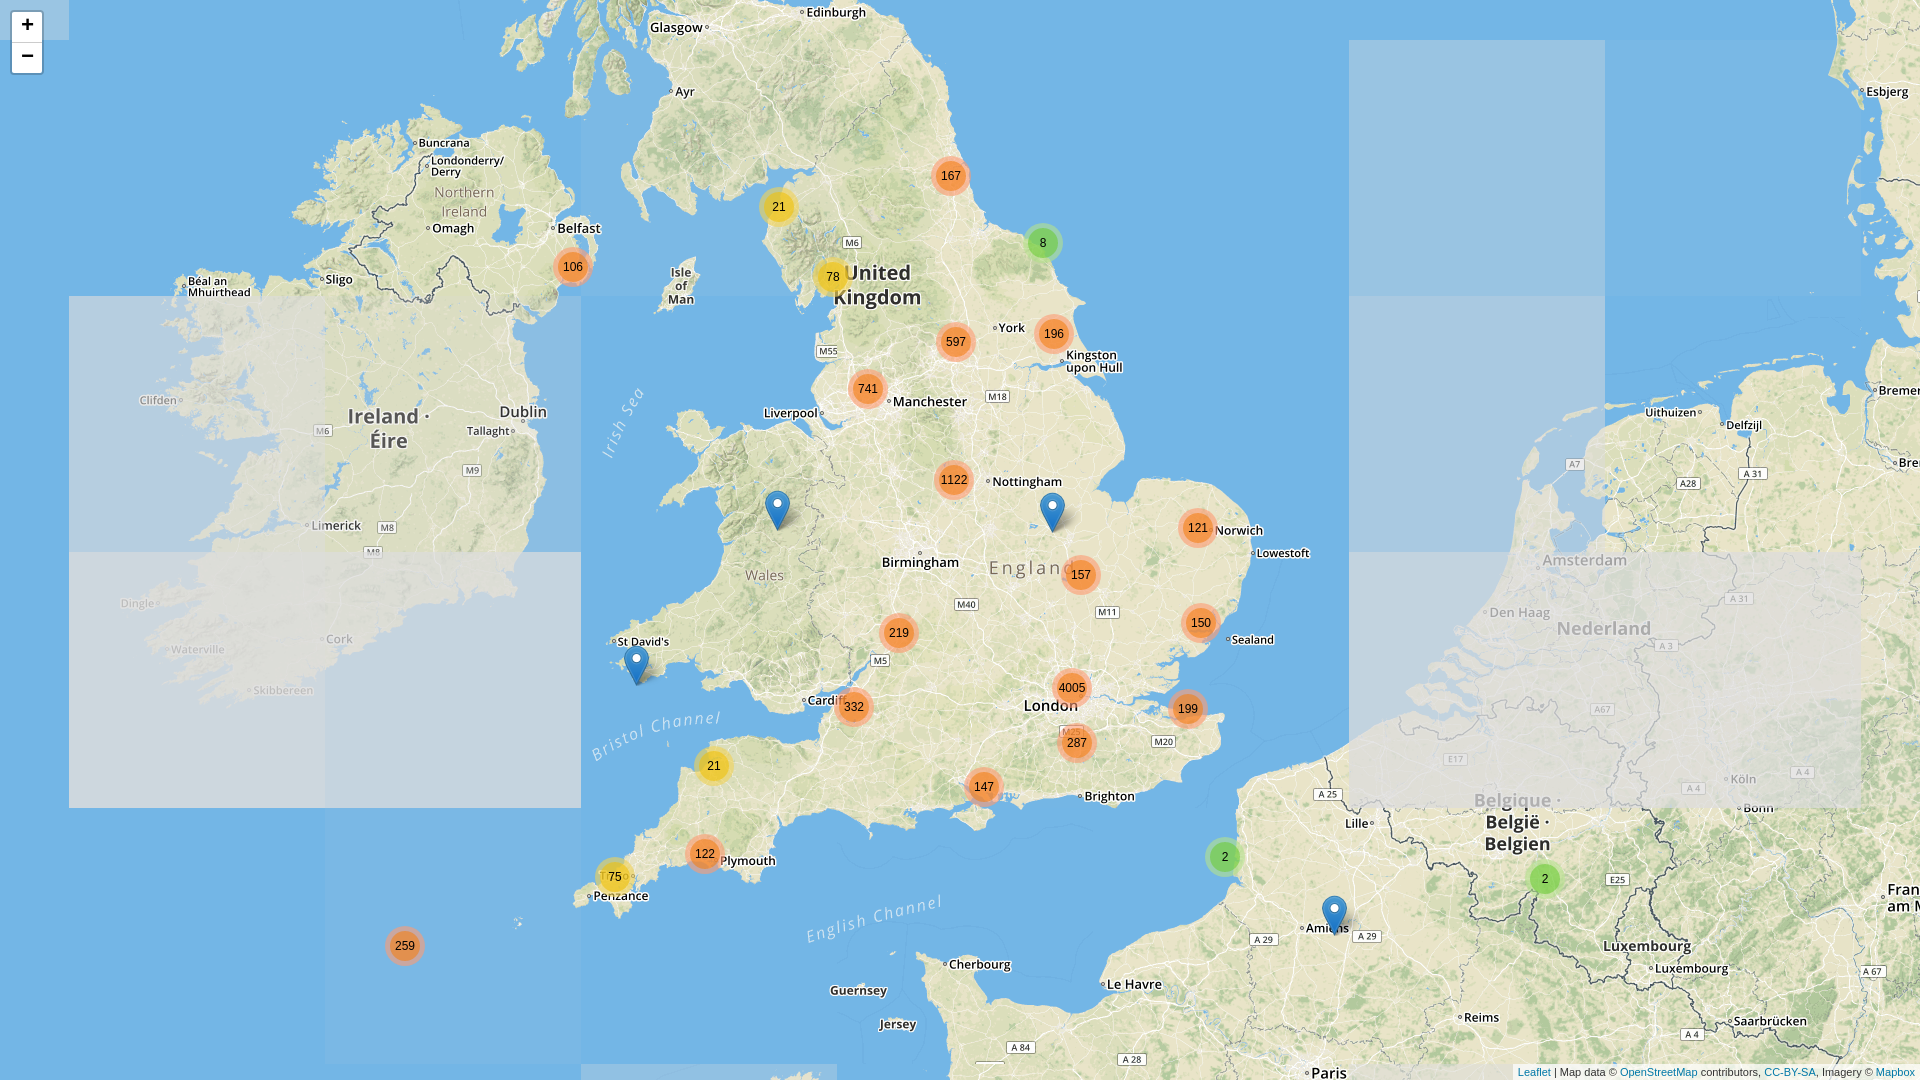 +
−
Glasgow
Edinburgh
Ayr
Esbjerg
Buncrana
Londonderry/
Derry
Northern
Ireland
Omagh
Belfast
106
21
167
8
M6
78
United
Kingdom
Isle
of
Man
Sligo
Béal an
Mhuirthead
York
196
597
Kingston
upon Hull
M55
741
Manchester
M18
Liverpool
Irish Sea
Clifden
Ireland ·
Éire
Dublin
Tallaght
M6
M9
Limerick
M8
M8
Uithuizen
Delfzijl
A7
A 31
A28
1122
Nottingham
121
Norwich
Lowestoft
Birmingham
England
157
Wales
M40
M11
150
Sealand
219
M5
St David's
Dingle
Waterville
Cork
Skibbereen
Amsterdam
Den Haag
Nederland
A 31
A 3
A67
E17
Köln
A 4
A 4
Bonn
Cardiff
332
4005
London
M25
287
199
M20
Bristol Channel
21
147
Brighton
A 25
Lille
Belgique ·
België ·
Belgien
122
Plymouth
75
Penzance
2
2
E25
259
English Channel
Amiens
A 29
A 29
Luxembourg
Luxembourg
A 67
Cherbourg
Guernsey
Le Havre
Jersey
Reims
Saarbrücken
A 4
A 84
A 28
Paris
Leaflet | Map data © OpenStreetMap contributors, CC-BY-SA, Imagery © Mapbox